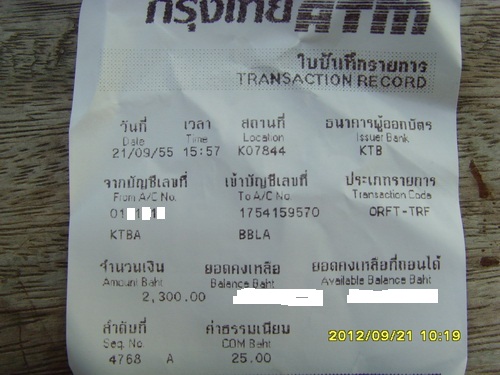 กรุงไทย ATM
ใบบันทึกรายการ
TRANSACTION RECORD
วันที่ เวลา สถานที่ ธนาคารผู้ออกบัตร
Date Time Location Issuer Bank
21/09/55 15:57 K07844 KTB
จากบัญชีเลขที่ เข้าบัญชีเลขที่ ประเภทรายการ
From A/C No. To A/C No. Transaction Code
1754159570 ORFT-TRF
KTBA BBLA
จำนวนเงิน ยอดคงเหลือ ยอดคงเหลือที่ถอนได้
Amount Baht Balance Baht Available Balance Baht
2,300.00
ลำดับที่ ค่าธรรมเนียม
Seq. No. COM Baht
4768 A 25.00
2012/09/21 10:19